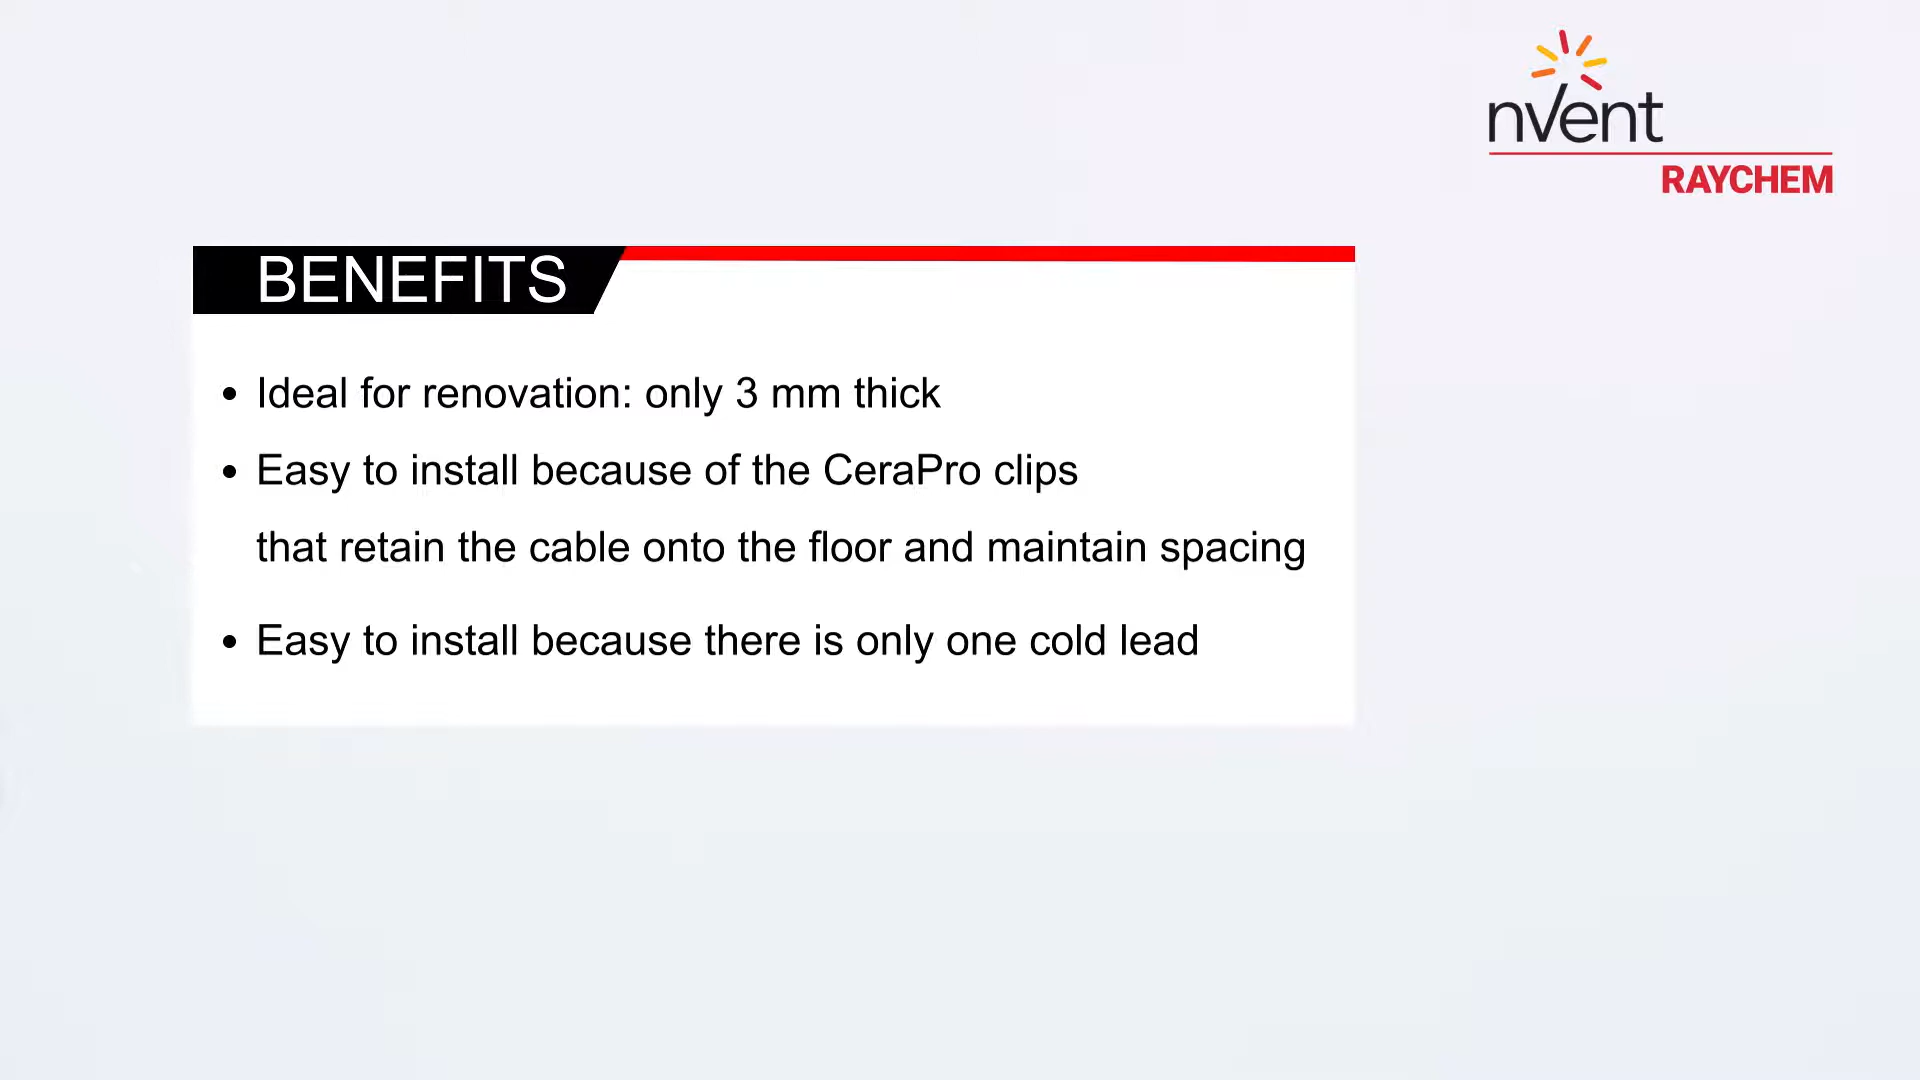 nVent
RAYCHEM
BENEFITS
• Ideal for renovation: only 3 mm thick
• Easy to install because of the CeraPro clips
that retain the cable onto the floor and maintain spacing
• Easy to install because there is only one cold lead